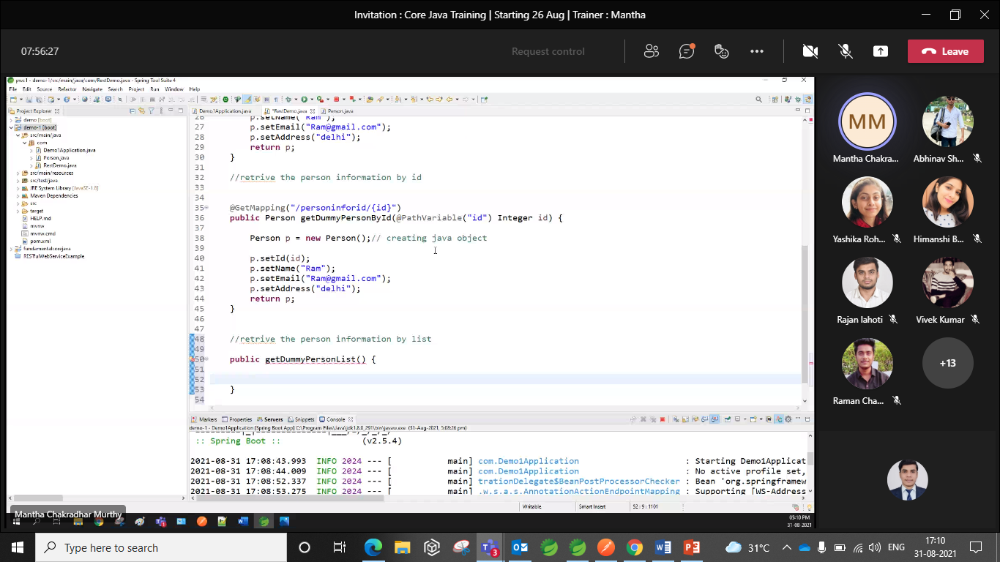 Invitation : Core Java Training | Starting 26 Aug | Trainer : Mantha
07:56:27
Request control
Leave
pwc1 - demo-1/src/main/java/com/RestDemo.java - Spring Tool Suite 4
File Edit Source Refactor Navigate Search Project Run Window Help
Project Explorer
demo [boot]
demo-1 [boot]
src/main/java
com
Demo1Application.java
Person.java
RestDemo.java
src/main/resources
src/test/java
JRE System Library [JavaSE-1.8]
Maven Dependencies
src
target
HELP.md
mvnw
mvnw.cmd
pom.xml
fundamentalcorejava
RESTfulWebServiceExample
Demo1Application.java *RestDemo.java Person.java
26 p.setName("Ram");
27 p.setEmail("Ram@gmail.com");
28 p.setAddress("delhi");
29 return p;
30 }
31
32 //retrive the person information by id
33
34
35 @GetMapping("/personinforid/{id}")
36 public Person getDummyPersonById(@PathVariable("id") Integer id) {
37
38 Person p = new Person();// creating java object
39
40 p.setId(id);
41 p.setName("Ram");
42 p.setEmail("Ram@gmail.com");
43 p.setAddress("delhi");
44 return p;
45 }
46
47
48 //retrive the person information by list
49
50 public getDummyPersonList() {
51
52
53 }
54
Markers Properties Servers Snippets Console
demo-1 - Demo1Application [Spring Boot App] C:\Program Files\Java\jdk1.8.0_291\bin\javaw.exe (31-Aug-2021, 5:08:26 pm)
:: Spring Boot :: (v2.5.4)
2021-08-31 17:08:43.993 INFO 2024 --- [ main] com.Demo1Application : Starting Demo1Applicat
2021-08-31 17:08:44.009 INFO 2024 --- [ main] com.Demo1Application : No active profile set,
2021-08-31 17:08:52.337 INFO 2024 --- [ main] trationDelegate$BeanPostProcessorChecker : Bean 'org.springframew
2021-08-31 17:08:53.275 INFO 2024 --- [ main] .w.s.a.s.AnnotationActionEndpointMapping : Supporting [WS-Address
Writable Smart Insert 52 : 9 : 1101
Mantha Chakradhar Murthy
05:10 PM
31-08-2021
MM
Mantha Chakra...
Abhinav Sh...
Yashika Roh...
Himanshi B...
Rajan lahoti
Vivek Kumar
Raman Cha...
+13
Type here to search
3
31°C
ENG
17:10
31-08-2021